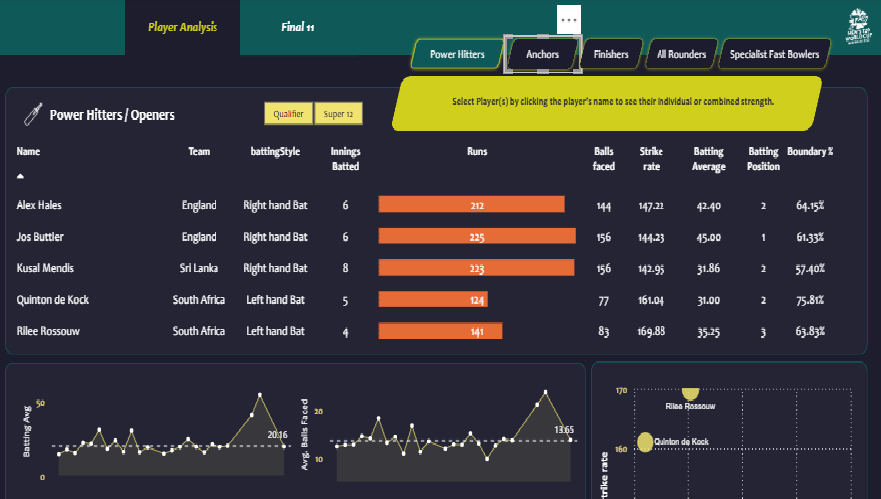 Player Analysis
Final 11
...
Power Hitters
Anchors
Finishers
All Rounders
Specialist Fast Bowlers
Select Player(s) by clicking the player's name to see their individual or combined strength.
Power Hitters / Openers
Qualifier
Super 12
Name Team battingStyle Innings Batted Runs Balls faced Strike rate Batting Average Batting Position Boundary %
Alex Hales England Right hand Bat 6 212 144 147.22 42.40 2 64.15%
Jos Buttler England Right hand Bat 6 225 156 144.23 45.00 1 61.33%
Kusal Mendis Sri Lanka Right hand Bat 8 223 156 142.95 31.86 2 57.40%
Quinton de Kock South Africa Left hand Bat 5 124 77 161.04 31.00 2 75.81%
Rilee Rossouw South Africa Left hand Bat 4 141 83 169.88 35.25 3 63.83%
Batting Avg
50
0
20.16
Avg. Balls Faced
20
10
13.65
trike rate
170
160
Rilee Rossouw
Quinton de Kock